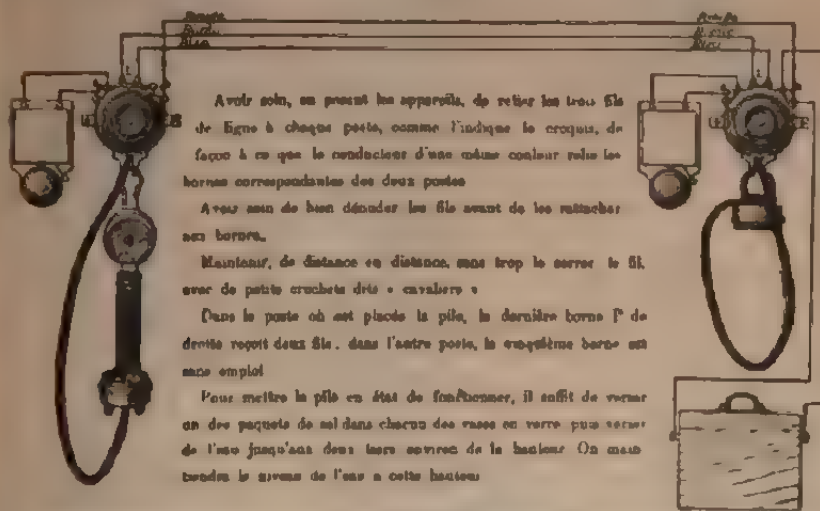 Rouge
Bleu
Rouge
Bleu
Avoir soin, en posant les appareils, de relier les trois fils
de ligne à chaque poste, comme l'indique le croquis, de
façon à ce que le conducteur d'une même couleur relie les
bornes correspondantes des deux postes
Avoir soin de bien dénuder les fils avant de les rattacher
aux bornes.
Maintenir, de distance en distance, sans trop le serrer le fil,
avec de petits crochets dits « cavaliers »
Dans le poste où est placée la pile, la dernière borne P de
droite reçoit deux fils, dans l'autre poste, la cinquième borne est
sans emploi
Pour mettre la pile en état de fonctionner, il suffit de verser
un des paquets de sel dans chacun des vases en verre puis verser
de l'eau jusqu'aux deux tiers environ de la hauteur On main
tiendra le niveau de l'eau a cette hauteur